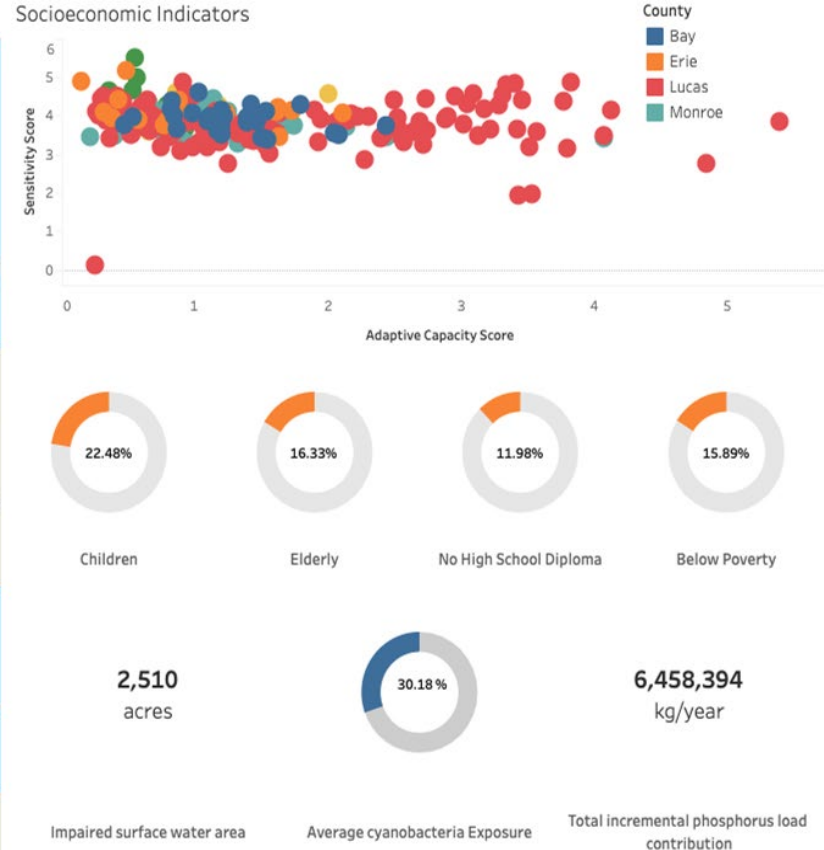 Socioeconomic Indicators
County
Bay
Erie
Lucas
Monroe
Sensitivity Score
6
5
4
3
2
1
0
0 1 2 3 4 5
Adaptive Capacity Score
22.48% 16.33% 11.98% 15.89%
Children Elderly No High School Diploma Below Poverty
2,510 30.18 % 6,458,394
acres kg/year
Impaired surface water area Average cyanobacteria Exposure Total incremental phosphorus load
contribution